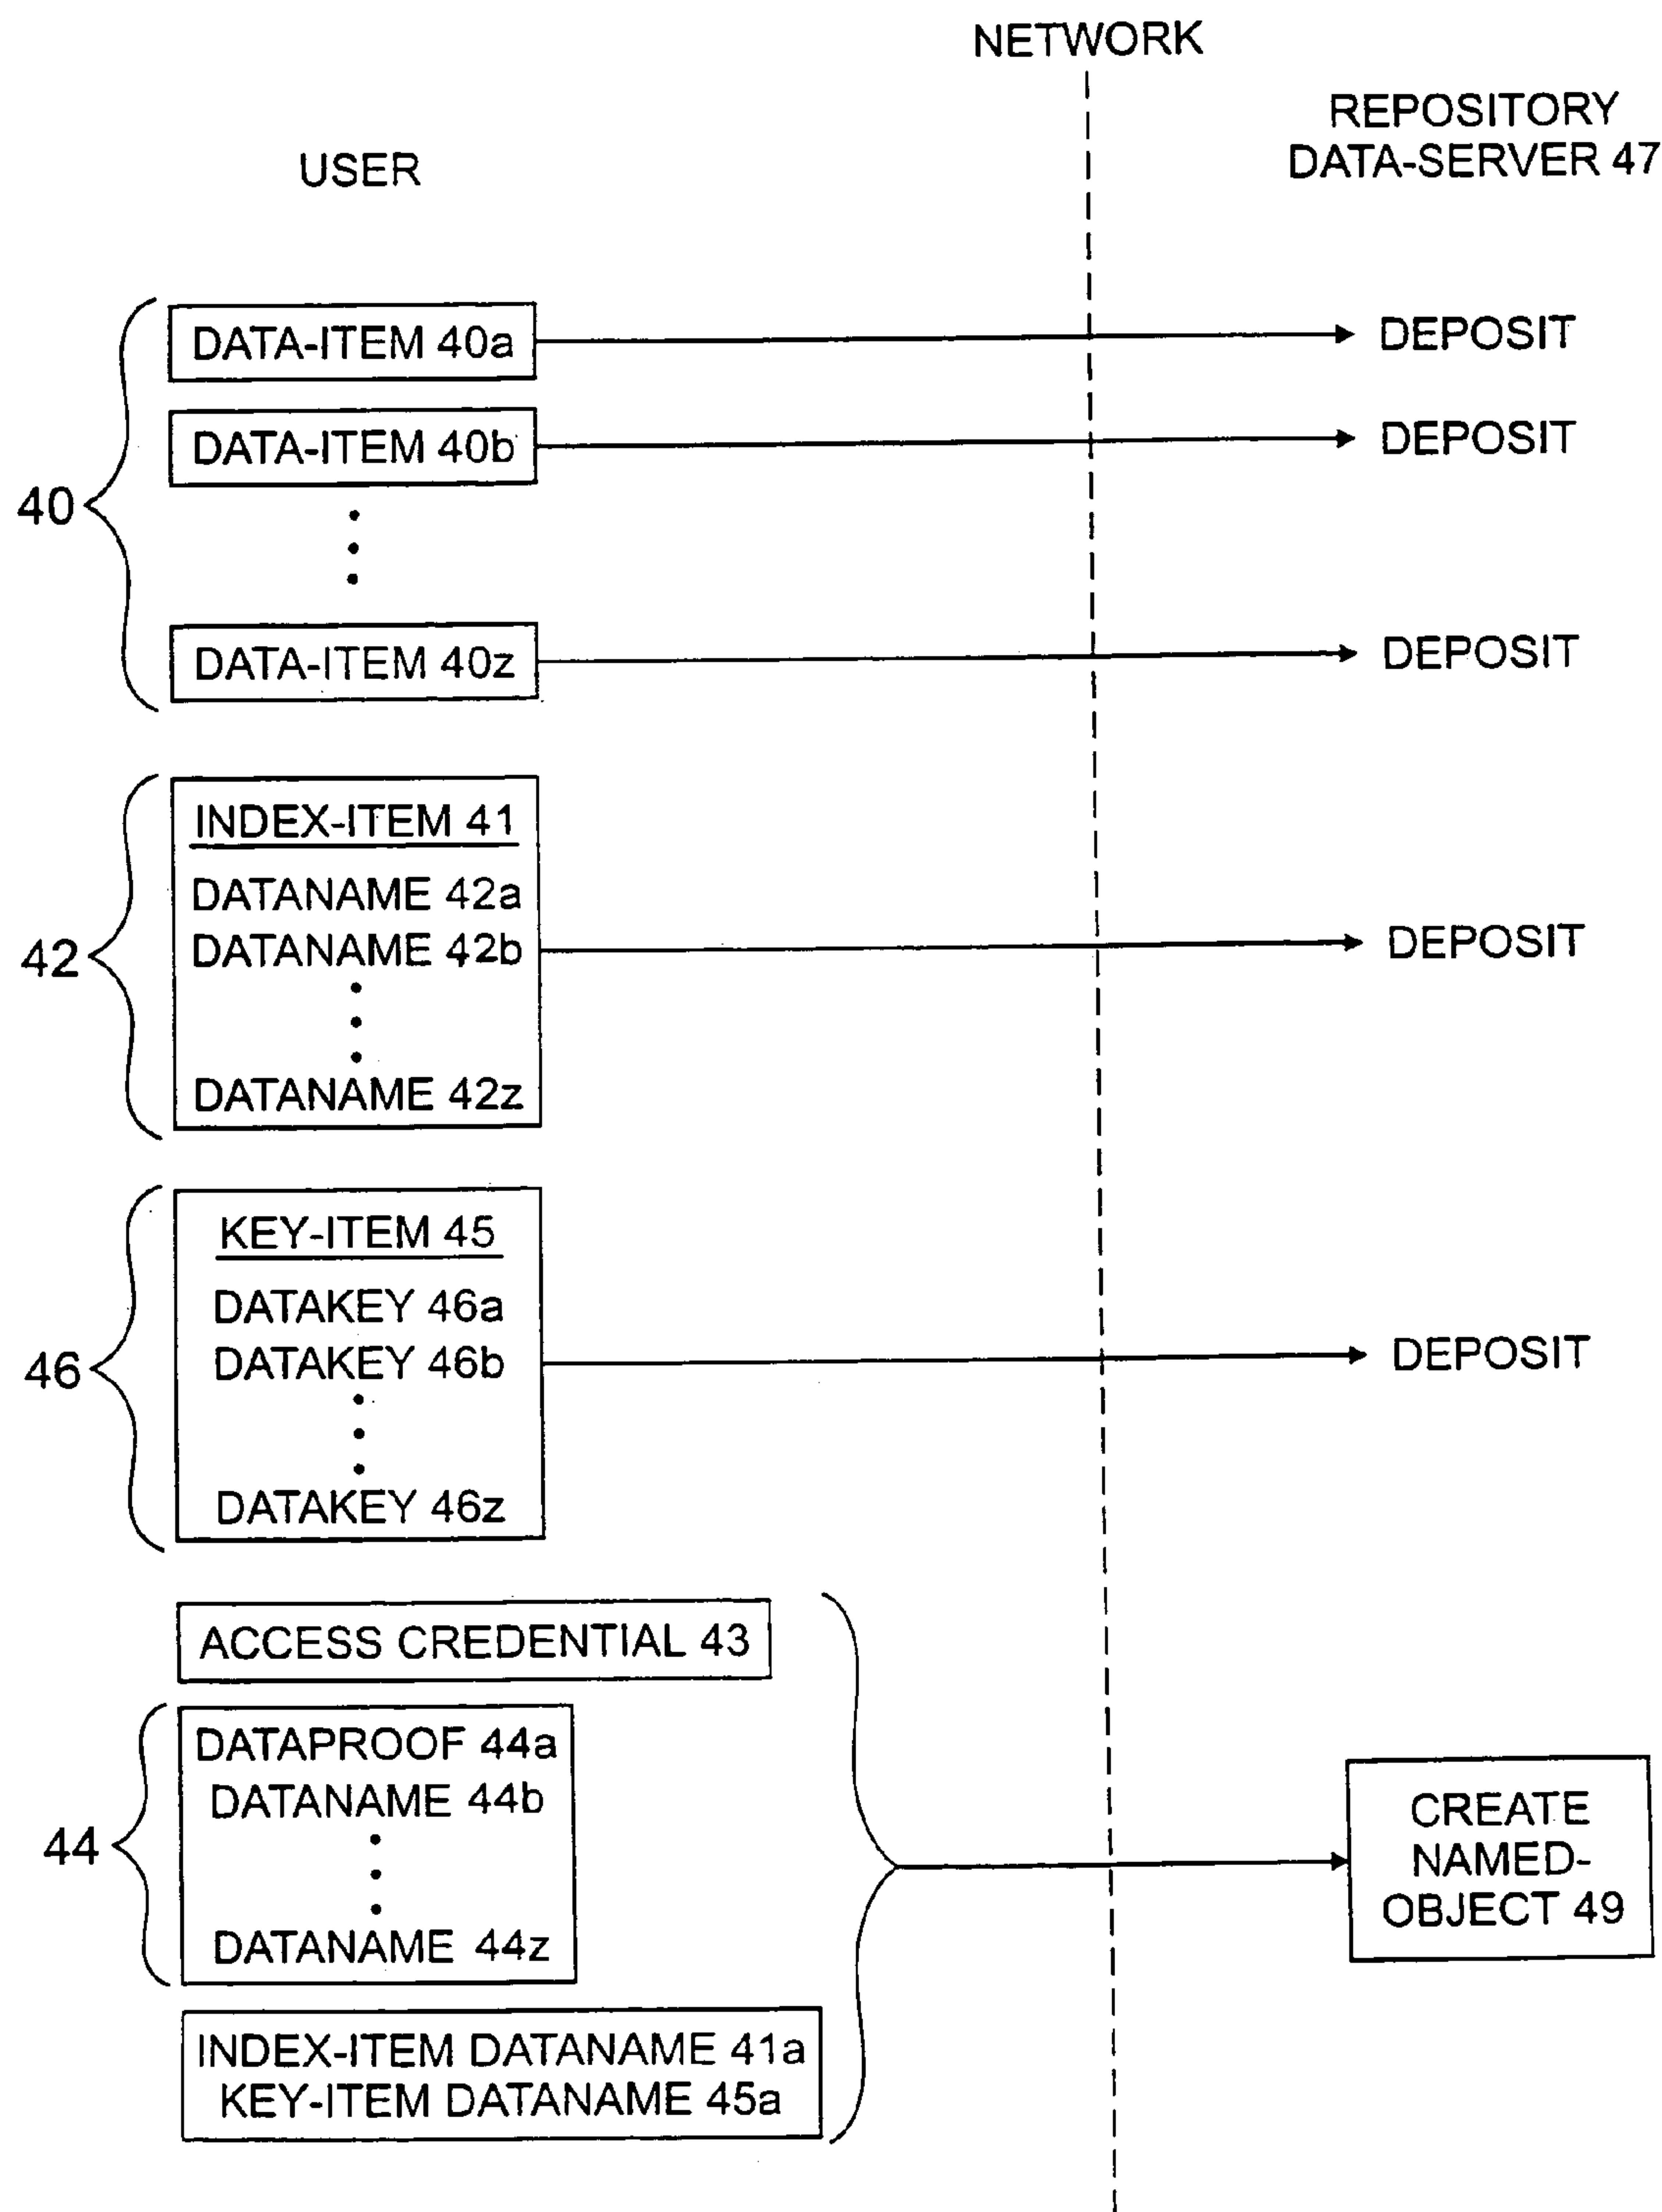 NETWORK
REPOSITORY
DATA-SERVER 47
USER
40
DATA-ITEM 40a
DEPOSIT
DATA-ITEM 40b
DEPOSIT
DATA-ITEM 40z
DEPOSIT
42
INDEX-ITEM 41
DATANAME 42a
DATANAME 42b
DATANAME 42z
DEPOSIT
46
KEY-ITEM 45
DATAKEY 46a
DATAKEY 46b
DATAKEY 46z
DEPOSIT
ACCESS CREDENTIAL 43
44
DATAPROOF 44a
DATANAME 44b
DATANAME 44z
INDEX-ITEM DATANAME 41a
KEY-ITEM DATANAME 45a
CREATE
NAMED-
OBJECT 49